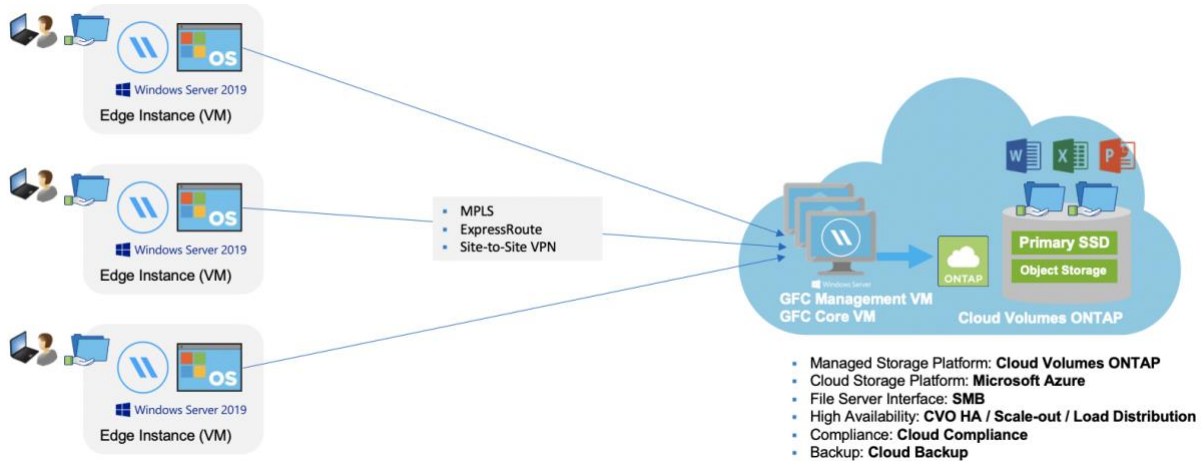 OS
Windows Server 2019
Edge Instance (VM)
OS
Windows Server 2019
Edge Instance (VM)
OS
Windows Server 2019
Edge Instance (VM)
▪ MPLS
▪ ExpressRoute
▪ Site-to-Site VPN
W X P
Windows Server
GFC Management VM
GFC Core VM
ONTAP
Primary SSD
Object Storage
Cloud Volumes ONTAP
▪ Managed Storage Platform: Cloud Volumes ONTAP
▪ Cloud Storage Platform: Microsoft Azure
▪ File Server Interface: SMB
▪ High Availability: CVO HA / Scale-out / Load Distribution
▪ Compliance: Cloud Compliance
▪ Backup: Cloud Backup